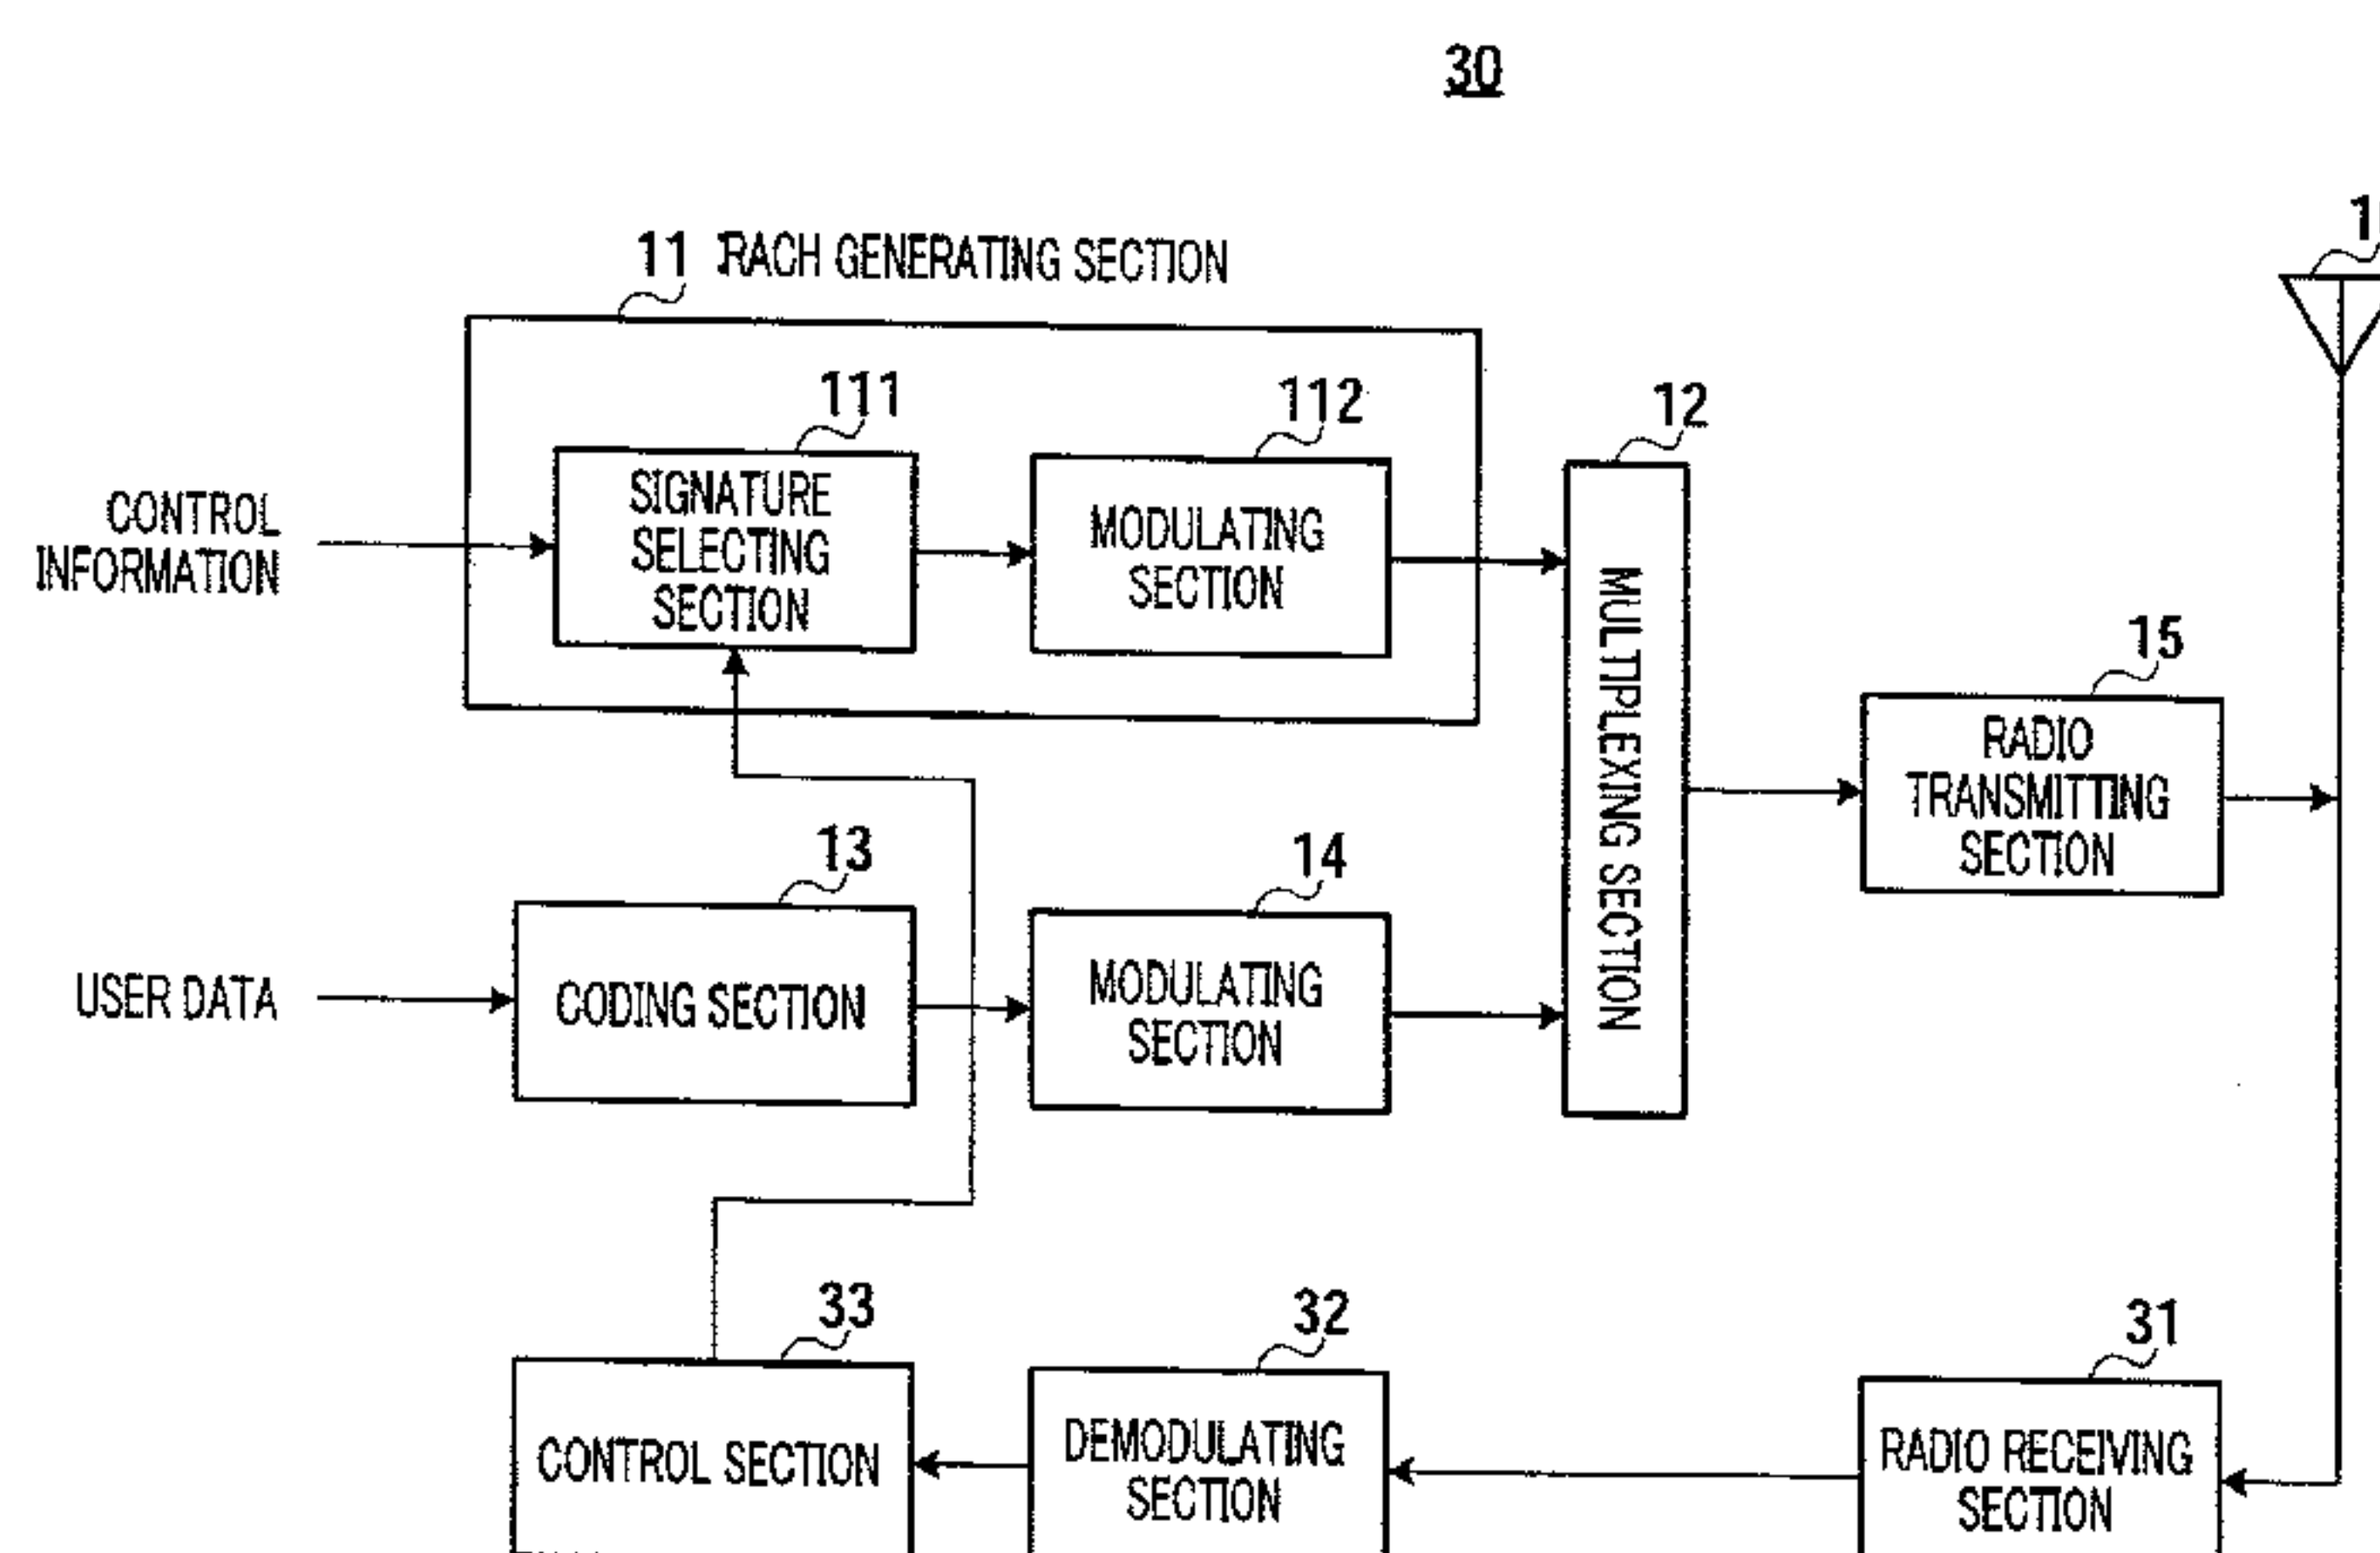 30
11 RACH GENERATING SECTION
111
112
12
SIGNATURE
SELECTING
SECTION
MODULATING
SECTION
CONTROL
INFORMATION
MULTIPLEXING SECTION
15
RADIO
TRANSMITTING
SECTION
13
14
USER DATA
CODING SECTION
MODULATING
SECTION
33
32
31
CONTROL SECTION
DEMODULATING
SECTION
RADIO RECEIVING
SECTION